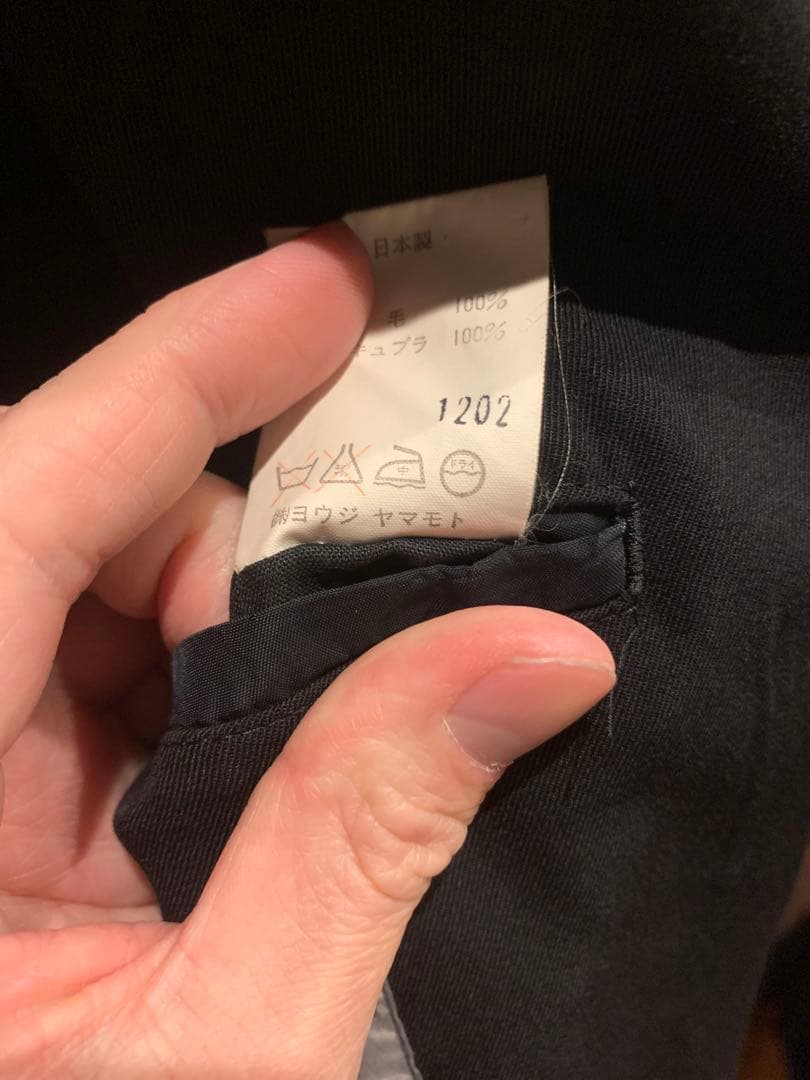 日本製
毛 100%
キュプラ 100%
1202
中 ドライ
㈱ヨウジ ヤマモト